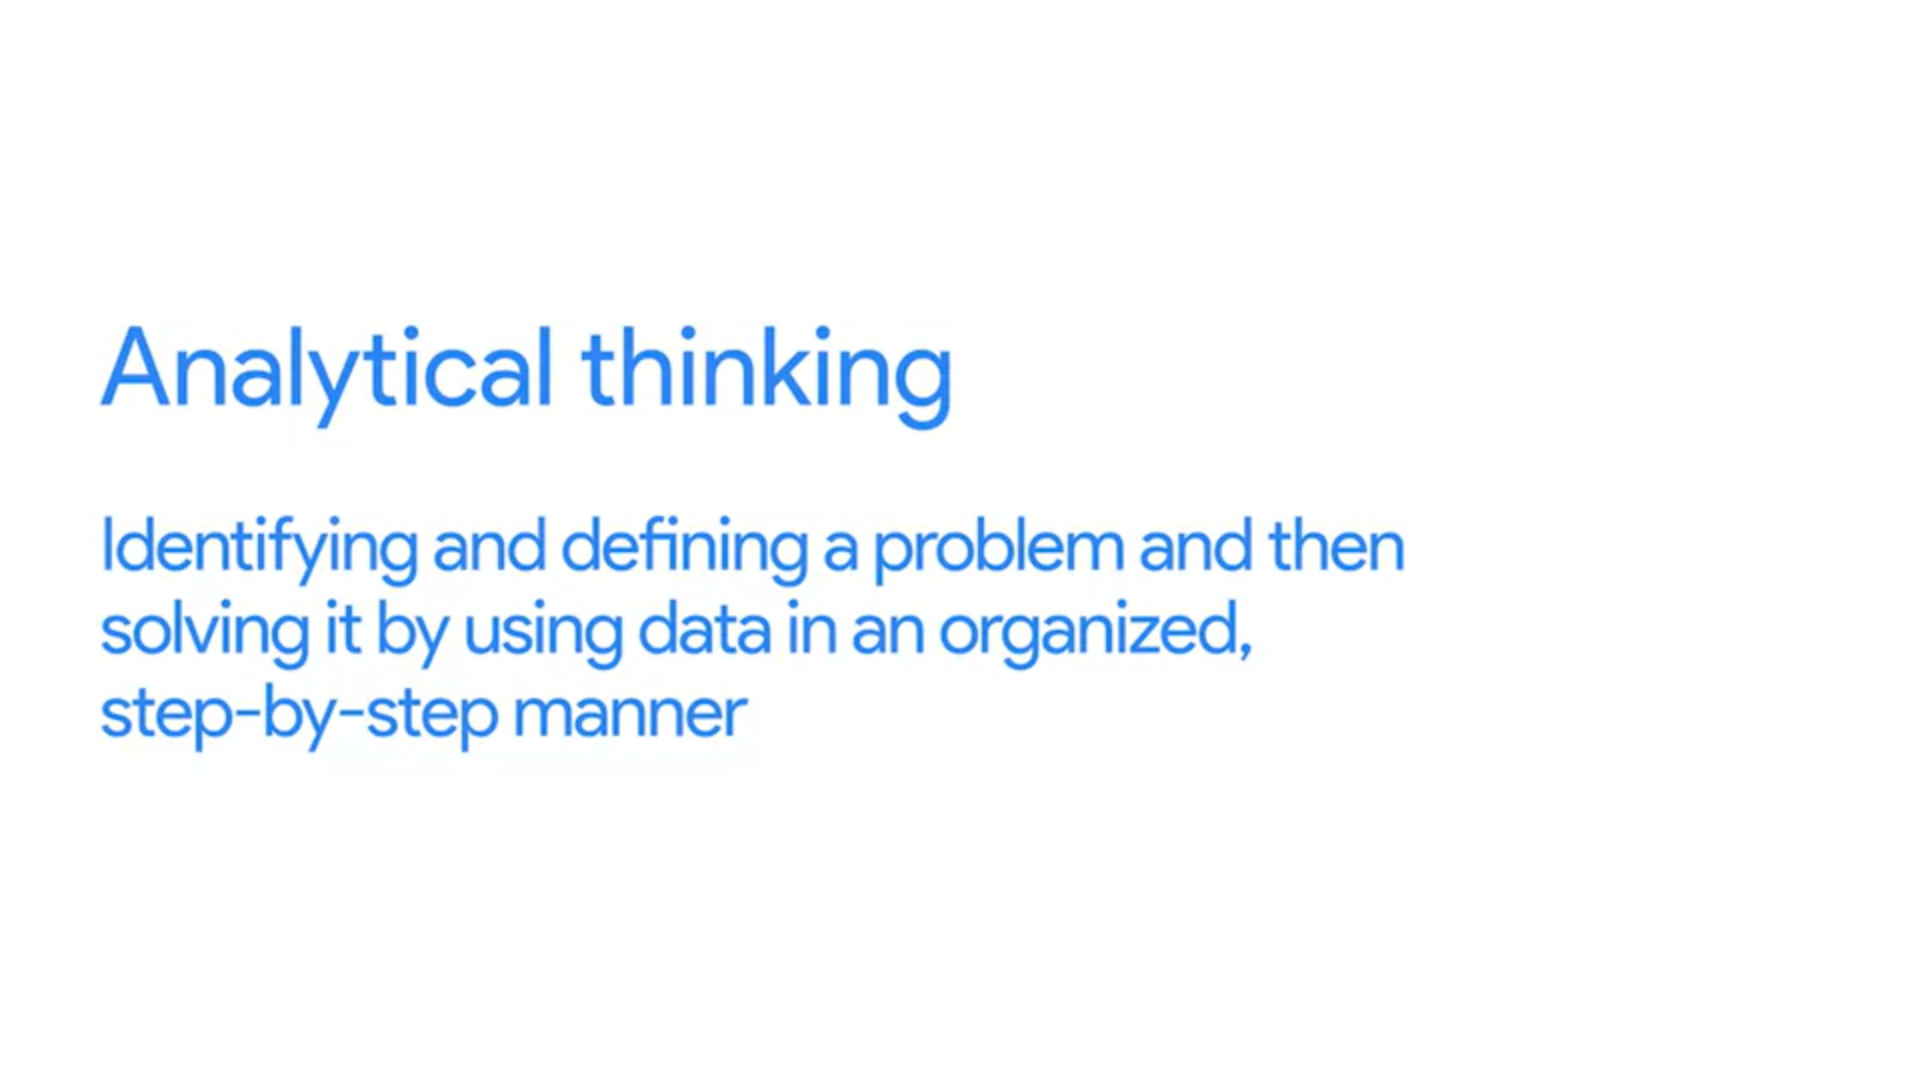 Analytical thinking
Identifying and defining a problem and then
solving it by using data in an organized,
step-by-step manner